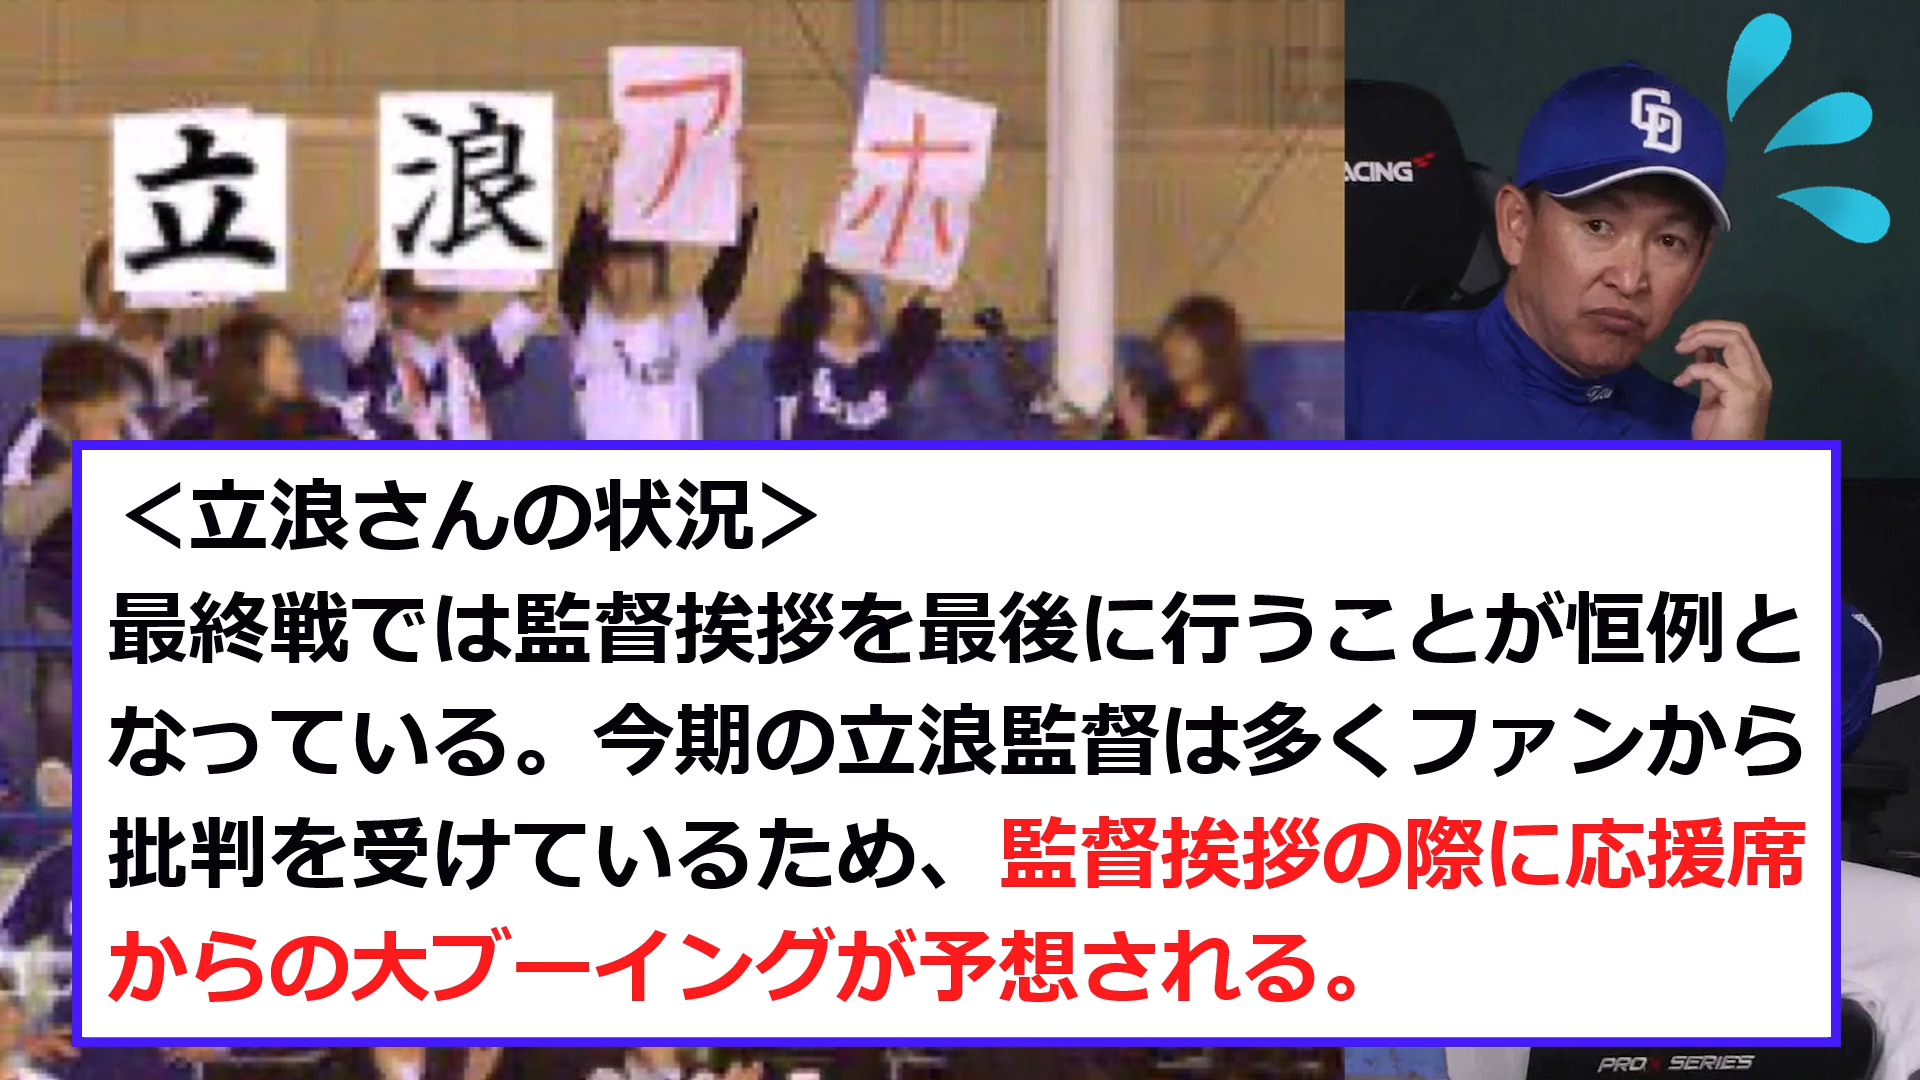 立浪アホ
CD
ACING
＜立浪さんの状況＞
最終戦では監督挨拶を最後に行うことが恒例と
なっている。今期の立浪監督は多くファンから
批判を受けているため、監督挨拶の際に応援席
からの大ブーイングが予想される。
PRO X SERIES